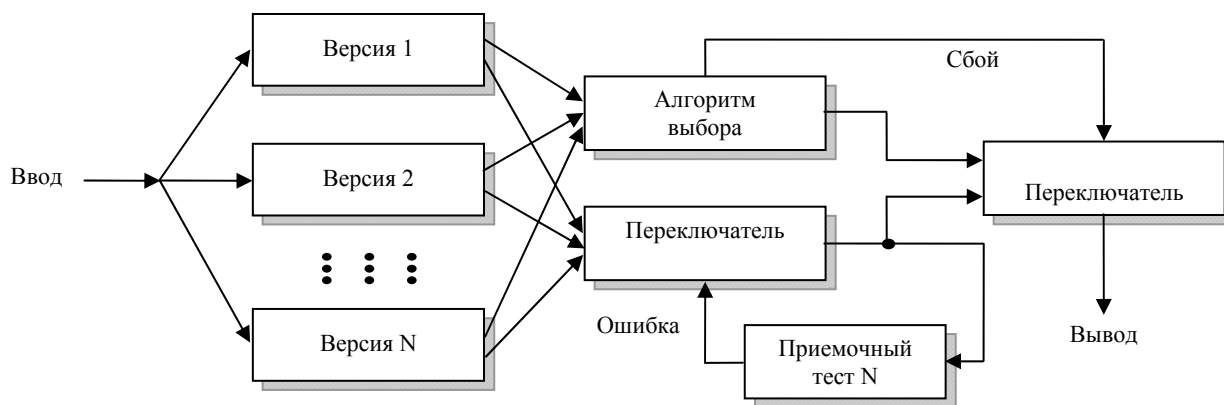 Версия 1
Сбой
Алгоритм
выбора
Ввод
Версия 2
Переключатель
Переключатель
Ошибка
Версия N
Приемочный
тест N
Вывод